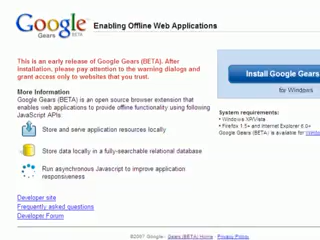 Google
Gears BETA
Enabling Offline Web Applications
This is an early release of Google Gears (BETA). After
installation, please pay attention to the warning dialogs and
grant access only to websites that you trust.
Install Google Gears
for Windows
More Information
Google Gears (BETA) is an open source browser extension that
enables web applications to provide offline functionality using following
JavaScript APIs:
Store and serve application resources locally
Store data locally in a fully-searchable relational database
Run asynchronous Javascript to improve application
responsiveness
System requirements:
• Windows XP/Vista
• Firefox 1.5+ and Internet Explorer 6.0+
Google Gears (BETA) is available for
Developer site
Frequently asked questions
Developer Forum
©2007 Google - Gears (BETA) Home - Privacy Policy